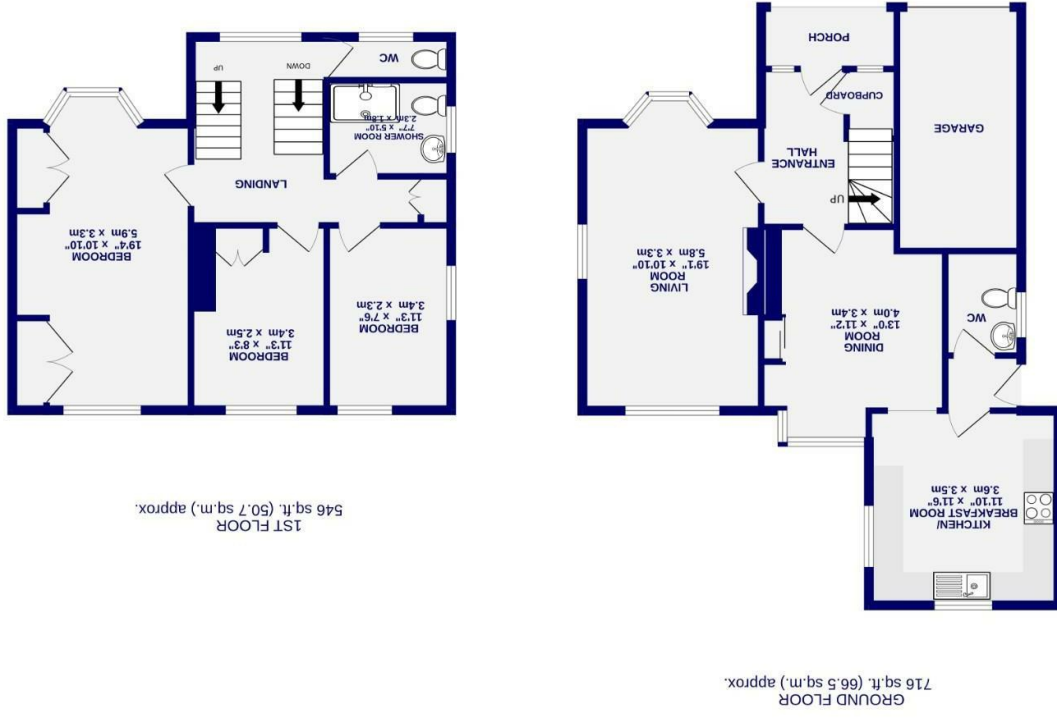 GROUND FLOOR
716 sq.ft. (66.5 sq.m.) approx.
KITCHEN/
BREAKFAST ROOM
11'10" x 11'6"
3.6m x 3.5m
WC
DINING
ROOM
13'0" x 11'2"
4.0m x 3.4m
LIVING
ROOM
19'1" x 10'10"
5.8m x 3.3m
UP
ENTRANCE
HALL
GARAGE
CUPBOARD
PORCH
1ST FLOOR
546 sq.ft. (50.7 sq.m.) approx.
BEDROOM
11'3" x 7'6"
3.4m x 2.3m
BEDROOM
11'3" x 8'3"
3.4m x 2.5m
BEDROOM
19'4" x 10'10"
5.9m x 3.3m
LANDING
SHOWER ROOM
7'7" x 5'10"
2.3m x 1.8m
DOWN
UP
WC